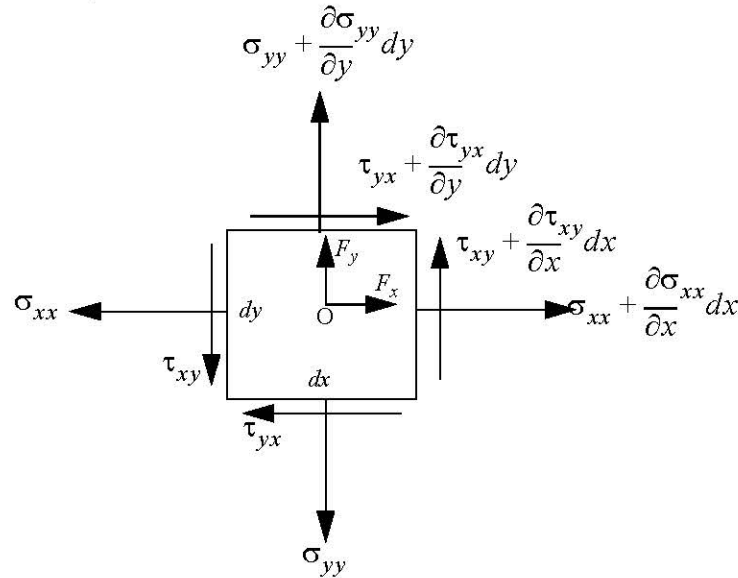 σ_yy + ∂σ_yy/∂y dy
τ_yx + ∂τ_yx/∂y dy
τ_xy + ∂τ_xy/∂x dx
F_y
F_x
σ_xx
dy
O
σ_xx + ∂σ_xx/∂x dx
τ_xy
dx
τ_yx
σ_yy